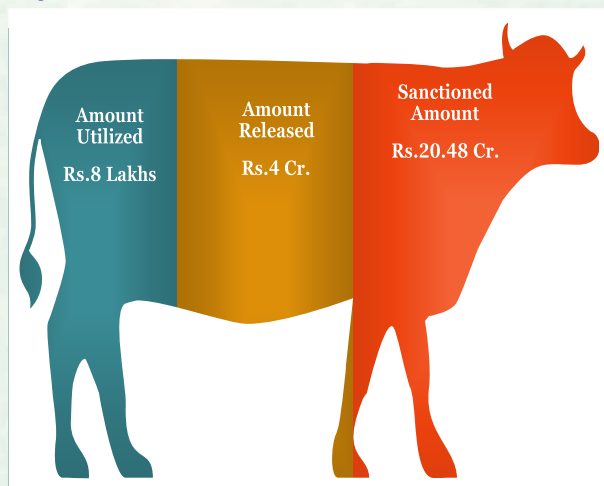 Amount
Utilized
Rs.8 Lakhs
Amount
Released
Rs.4 Cr.
Sanctioned
Amount
Rs.20.48 Cr.